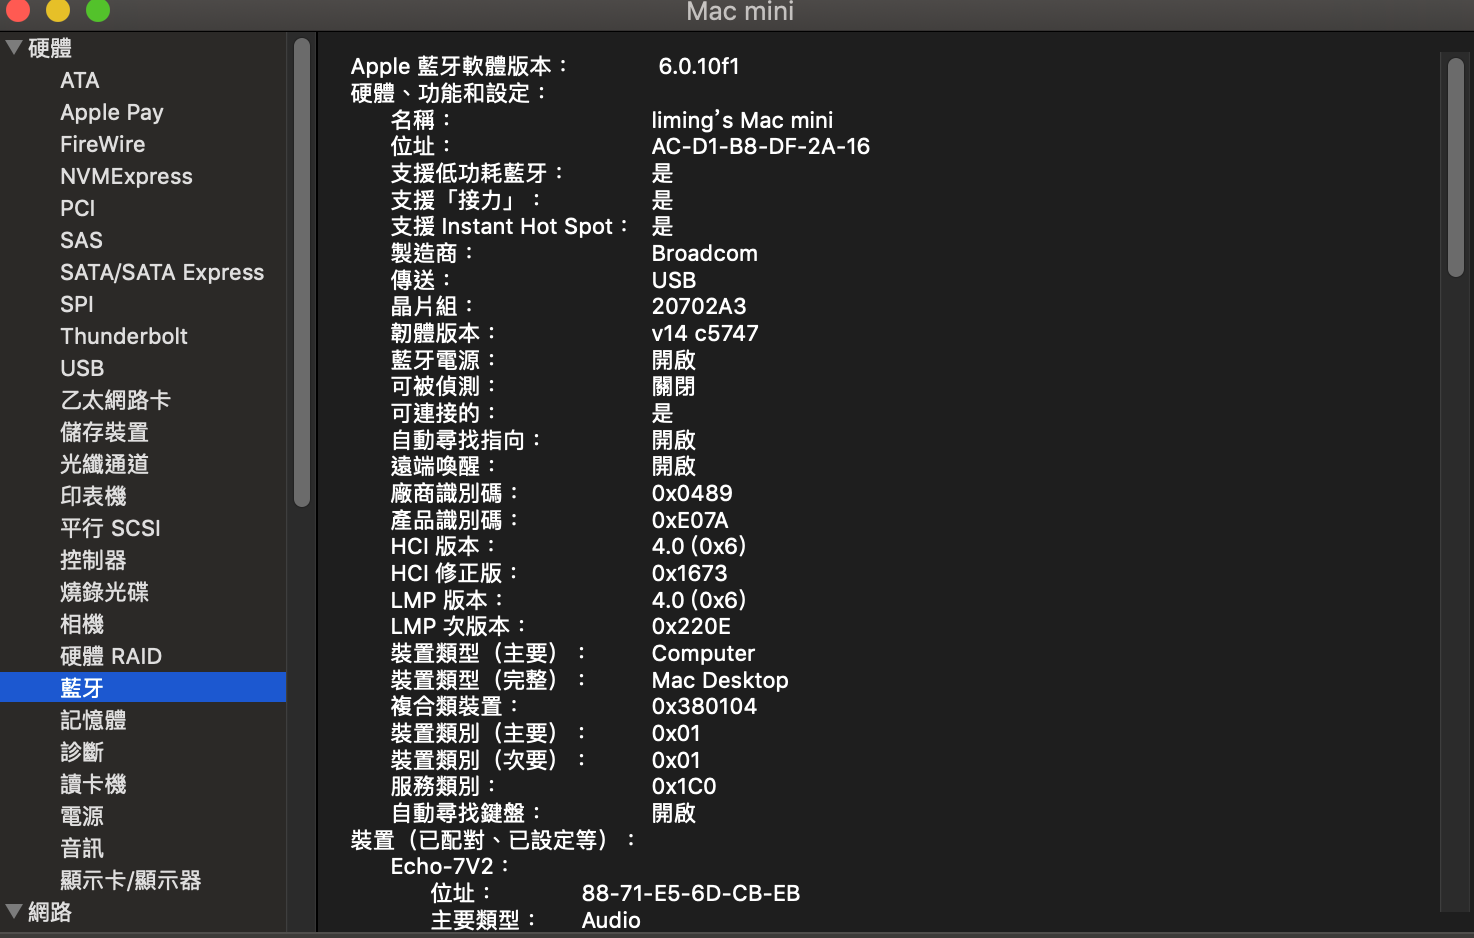 Mac mini
硬體
ATA
Apple Pay
FireWire
NVMExpress
PCI
SAS
SATA/SATA Express
SPI
Thunderbolt
USB
乙太網路卡
儲存裝置
光纖通道
印表機
平行 SCSI
控制器
燒錄光碟
相機
硬體 RAID
藍牙
記憶體
診斷
讀卡機
電源
音訊
顯示卡/顯示器
網路
Apple 藍牙軟體版本： 6.0.10f1
硬體、功能和設定：
名稱： liming’s Mac mini
位址： AC-D1-B8-DF-2A-16
支援低功耗藍牙： 是
支援「接力」： 是
支援 Instant Hot Spot： 是
製造商： Broadcom
傳送： USB
晶片組： 20702A3
韌體版本： v14 c5747
藍牙電源： 開啟
可被偵測： 關閉
可連接的： 是
自動尋找指向： 開啟
遠端喚醒： 開啟
廠商識別碼： 0x0489
產品識別碼： 0xE07A
HCI 版本： 4.0 (0x6)
HCI 修正版： 0x1673
LMP 版本： 4.0 (0x6)
LMP 次版本： 0x220E
裝置類型（主要）： Computer
裝置類型（完整）： Mac Desktop
複合類裝置： 0x380104
裝置類別（主要）： 0x01
裝置類別（次要）： 0x01
服務類別： 0x1C0
自動尋找鍵盤： 開啟
裝置（已配對、已設定等）：
Echo-7V2：
位址： 88-71-E5-6D-CB-EB
主要類型： Audio